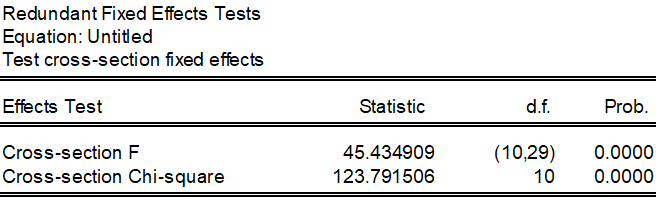 Redundant Fixed Effects Tests
Equation: Untitled
Test cross-section fixed effects
Effects Test Statistic d.f. Prob.
Cross-section F 45.434909 (10,29) 0.0000
Cross-section Chi-square 123.791506 10 0.0000